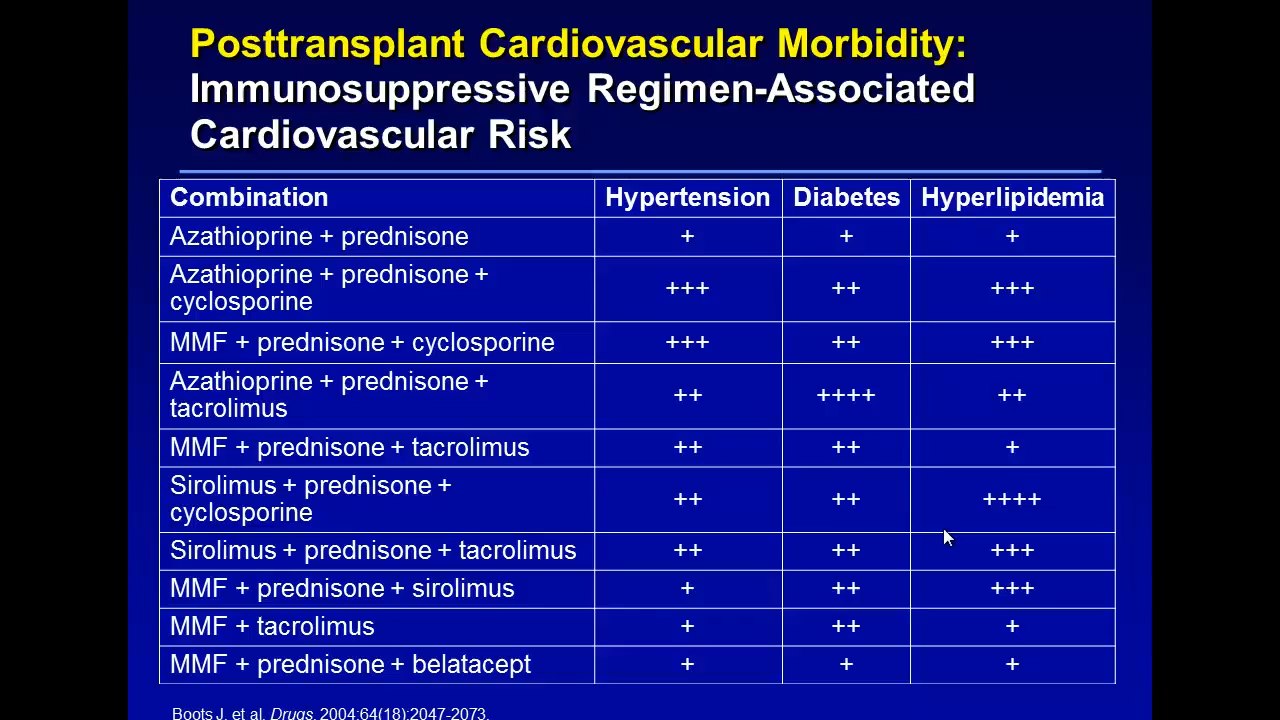 Posttransplant Cardiovascular Morbidity:
Immunosuppressive Regimen-Associated
Cardiovascular Risk
Combination Hypertension Diabetes Hyperlipidemia
Azathioprine + prednisone + + +
Azathioprine + prednisone +
cyclosporine +++ ++ +++
MMF + prednisone + cyclosporine +++ ++ +++
Azathioprine + prednisone +
tacrolimus ++ ++++ ++
MMF + prednisone + tacrolimus ++ ++ +
Sirolimus + prednisone +
cyclosporine ++ ++ ++++
Sirolimus + prednisone + tacrolimus ++ ++ +++
MMF + prednisone + sirolimus + ++ +++
MMF + tacrolimus + ++ +
MMF + prednisone + belatacept + + +
Boots J, et al. Drugs. 2004;64(18):2047-2073.